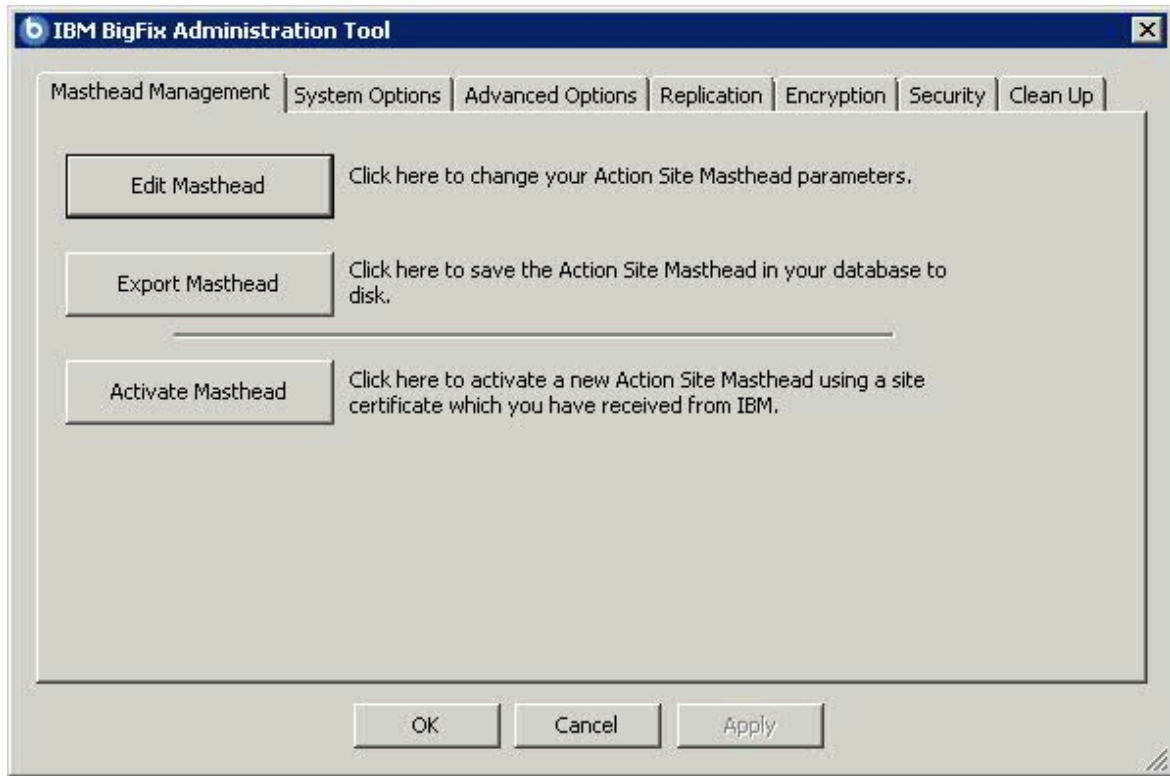 IBM BigFix Administration Tool
Masthead Management System Options Advanced Options Replication Encryption Security Clean Up
Edit Masthead
Click here to change your Action Site Masthead parameters.
Export Masthead
Click here to save the Action Site Masthead in your database to
disk.
Activate Masthead
Click here to activate a new Action Site Masthead using a site
certificate which you have received from IBM.
OK Cancel Apply